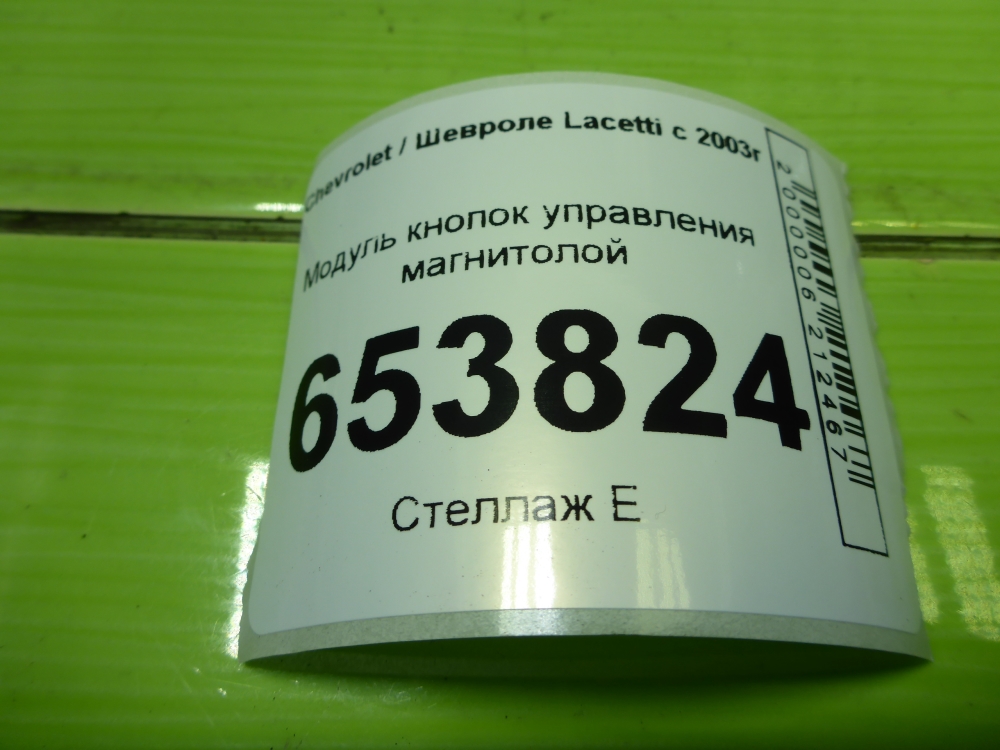 Chevrolet / Шевроле Lacetti с 2003г
Модуль кнопок управления
магнитолой
653824
Стеллаж Е
2000006212467